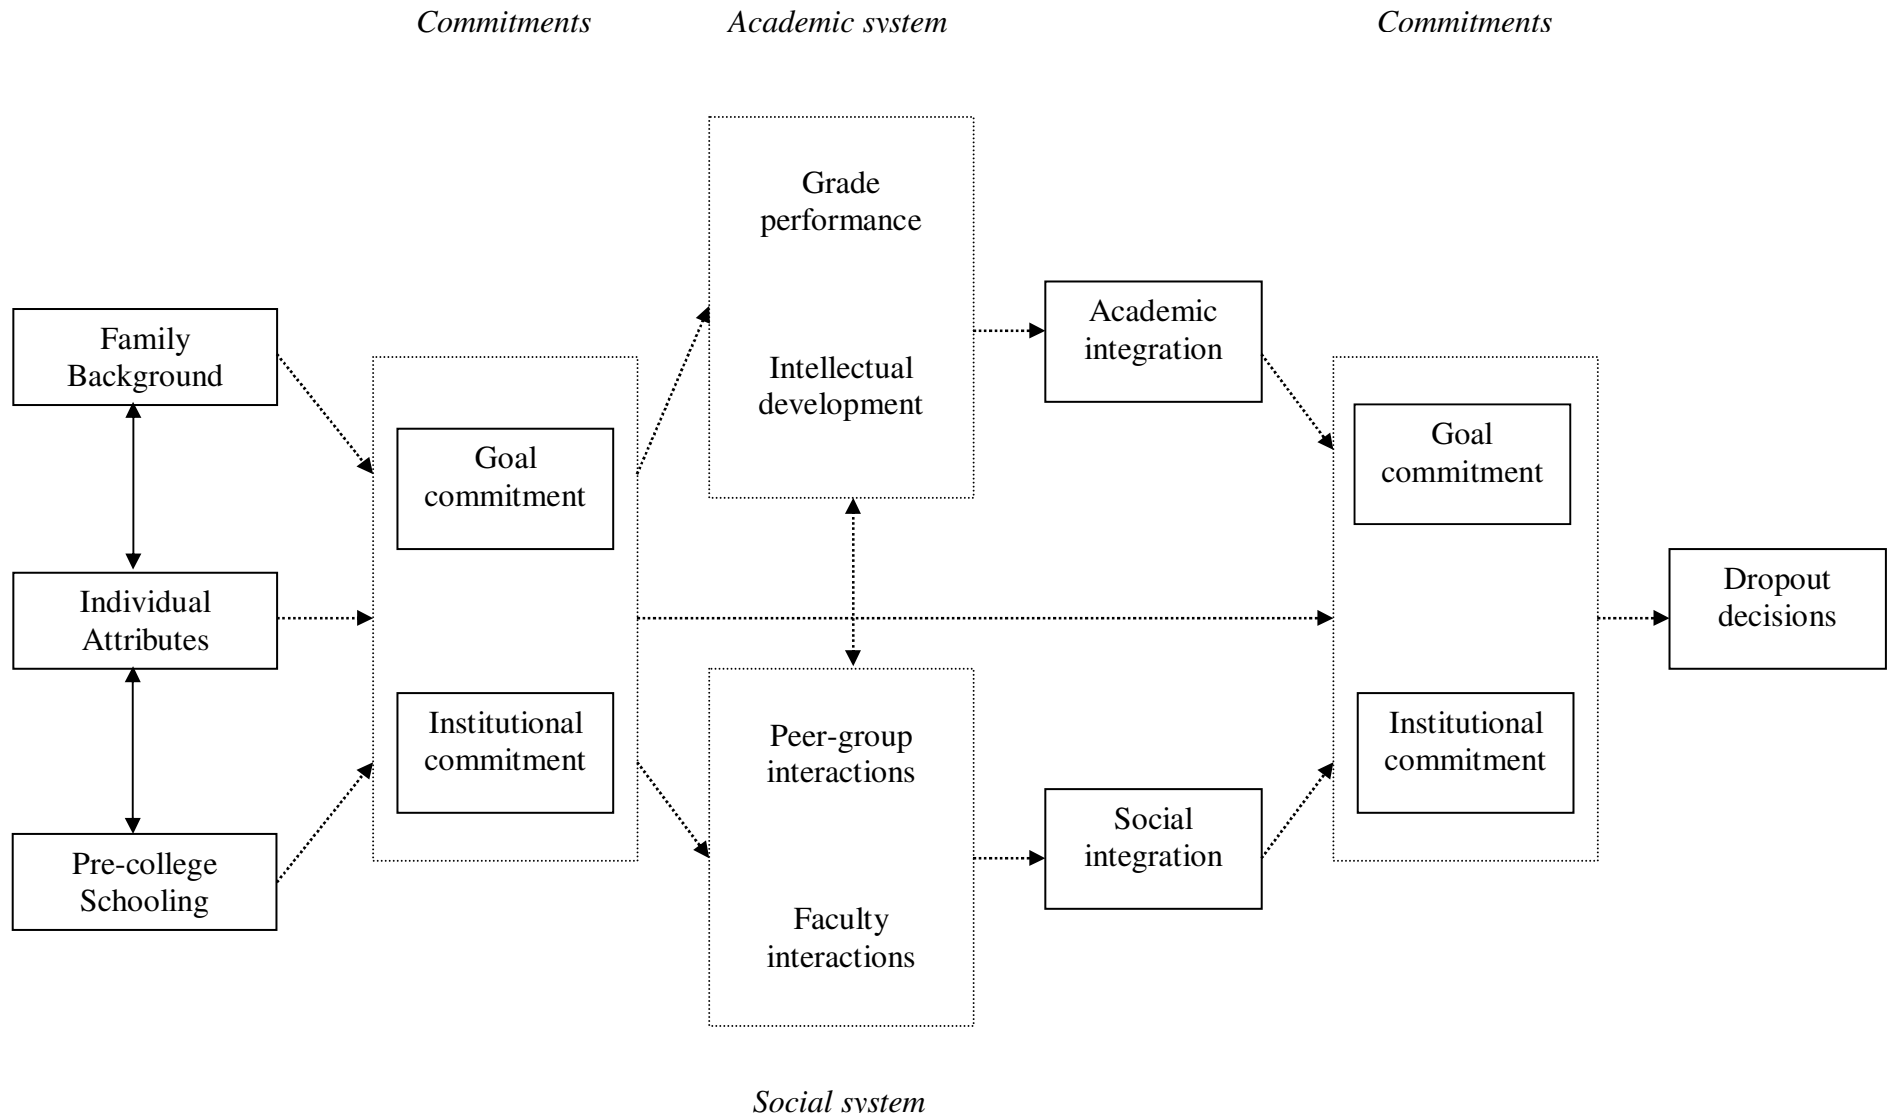 Commitments
Academic system
Commitments
Grade
performance
Intellectual
development
Academic
integration
Family
Background
Goal
commitment
Goal
commitment
Individual
Attributes
Dropout
decisions
Institutional
commitment
Peer-group
interactions
Institutional
commitment
Pre-college
Schooling
Faculty
interactions
Social
integration
Social system